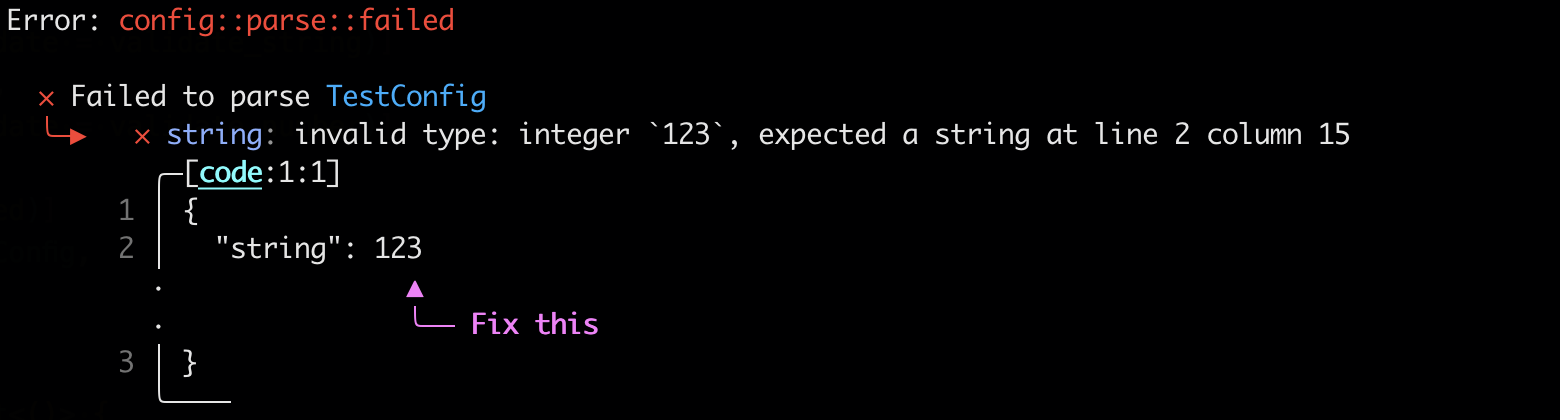 Error: config::parse::failed
× Failed to parse TestConfig
× string: invalid type: integer `123`, expected a string at line 2 column 15
[code:1:1]
1 {
2 "string": 123
Fix this
3 }